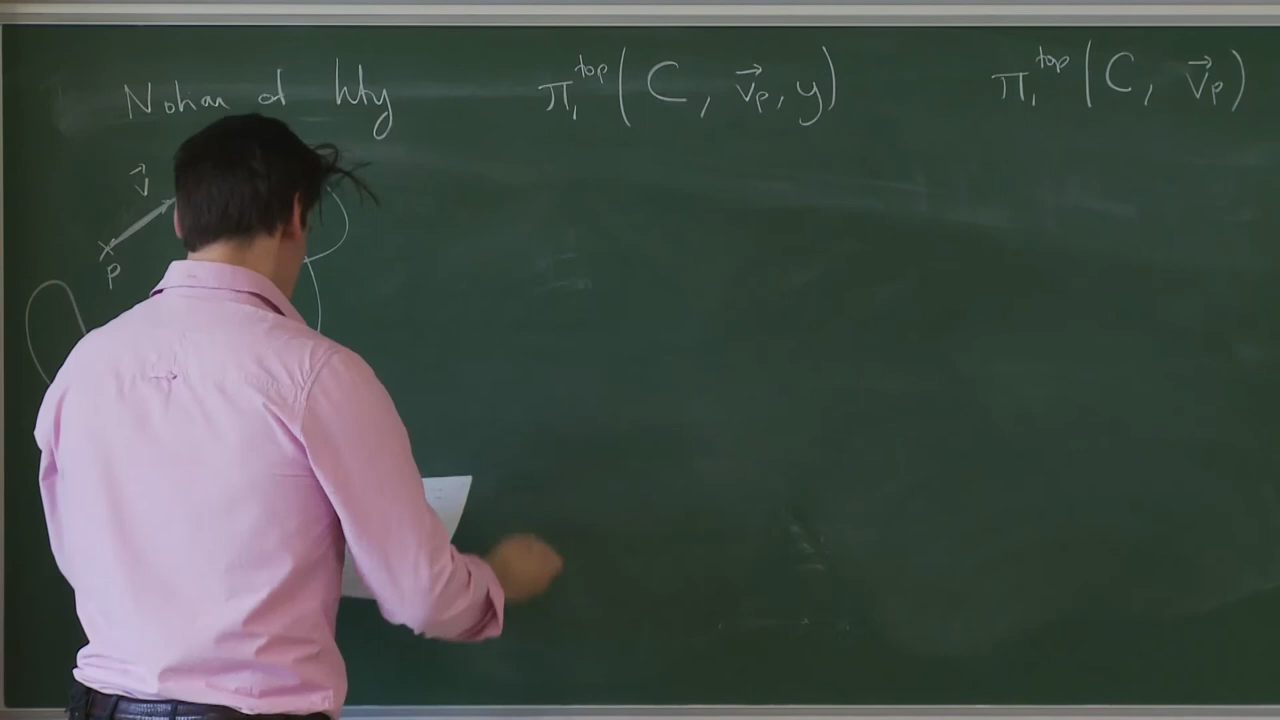 Notion of hty
π₁^top(C, v⃗_p, y)
π₁^top(C, v⃗_p)
v⃗
p